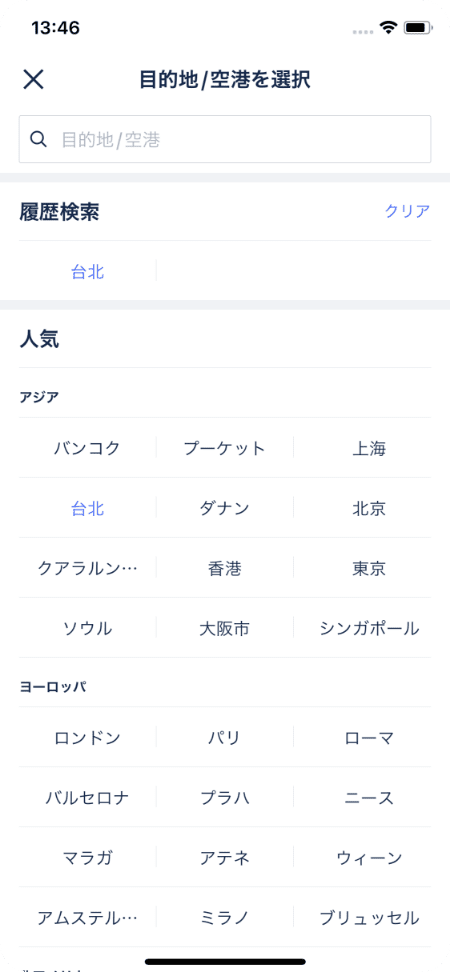 13:46
目的地/空港を選択
目的地/空港
履歴検索 クリア
台北
人気
アジア
バンコク プーケット 上海
台北 ダナン 北京
クアラルン… 香港 東京
ソウル 大阪市 シンガポール
ヨーロッパ
ロンドン パリ ローマ
バルセロナ プラハ ニース
マラガ アテネ ウィーン
アムステル… ミラノ ブリュッセル